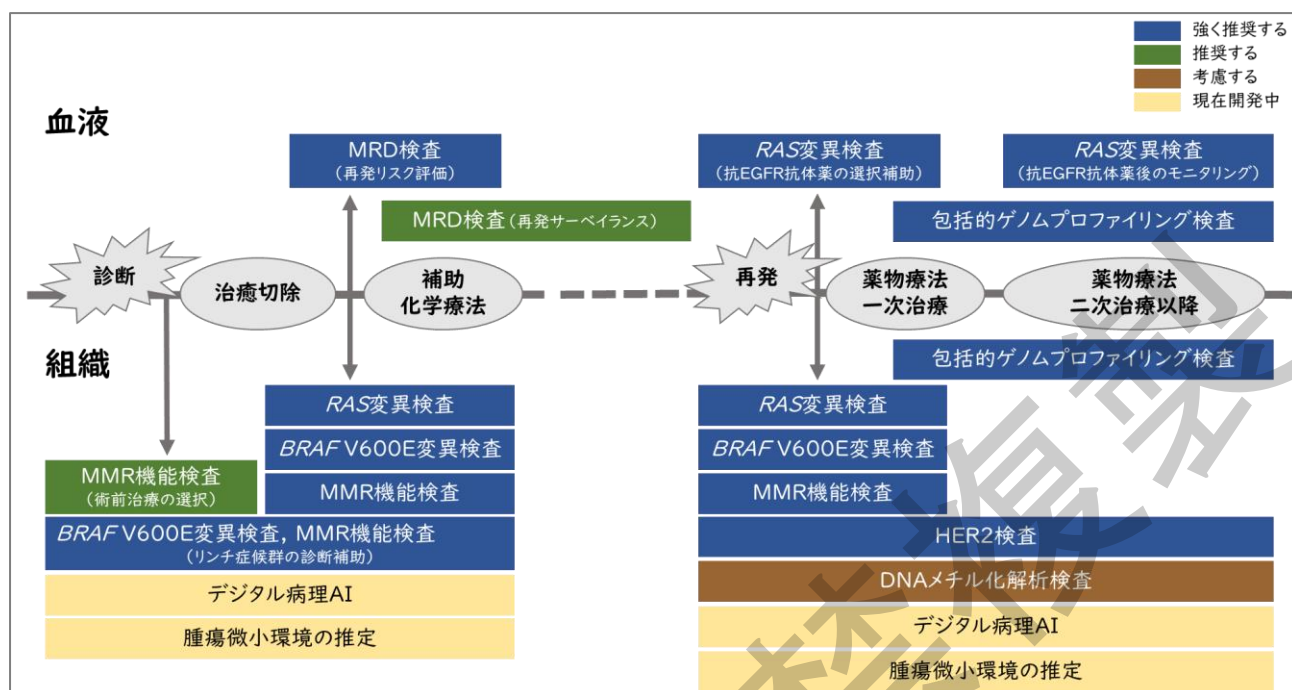 強く推奨する
推奨する
考慮する
現在開発中
血液
MRD検査
(再発リスク評価)
RAS変異検査
(抗EGFR抗体薬の選択補助)
RAS変異検査
(抗EGFR抗体薬後のモニタリング)
MRD検査(再発サーベイランス)
包括的ゲノムプロファイリング検査
診断
治癒切除
補助
化学療法
再発
薬物療法
一次治療
薬物療法
二次治療以降
組織
包括的ゲノムプロファイリング検査
RAS変異検査
BRAF V600E変異検査
MMR機能検査
MMR機能検査
(術前治療の選択)
BRAF V600E変異検査, MMR機能検査
(リンチ症候群の診断補助)
デジタル病理AI
腫瘍微小環境の推定
RAS変異検査
BRAF V600E変異検査
MMR機能検査
HER2検査
DNAメチル化解析検査
デジタル病理AI
腫瘍微小環境の推定
禁複製